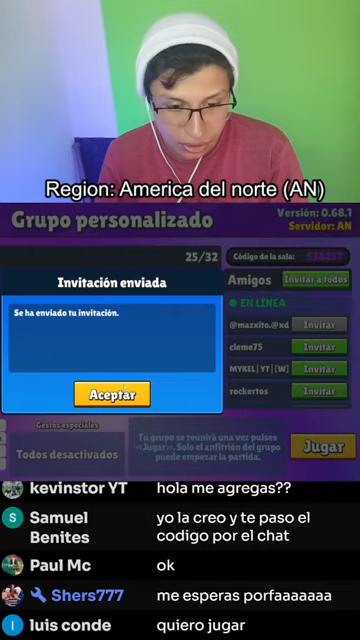 Region: America del norte (AN)
Grupo personalizado
Versión: 0.68.1
Servidor: AN
25/32
Código de la sala:
Invitación enviada
Se ha enviado tu invitación.
Aceptar
Amigos
Invitar a todos
EN LÍNEA
@mazxito.@xd
Invitar
cleme75
Invitar
MYKEL|YT|[W]
Invitar
rockertos
Invitar
Gestos especiales
Todos desactivados
Tu grupo se reunirá una vez pulses
«Jugar». Solo el anfitrión del grupo
puede empezar la partida.
Jugar
kevinstor YT hola me agregas??
S
Samuel Benites
yo la creo y te paso el
codigo por el chat
Paul Mc ok
Shers777 me esperas porfaaaaaaa
I luis conde quiero jugar